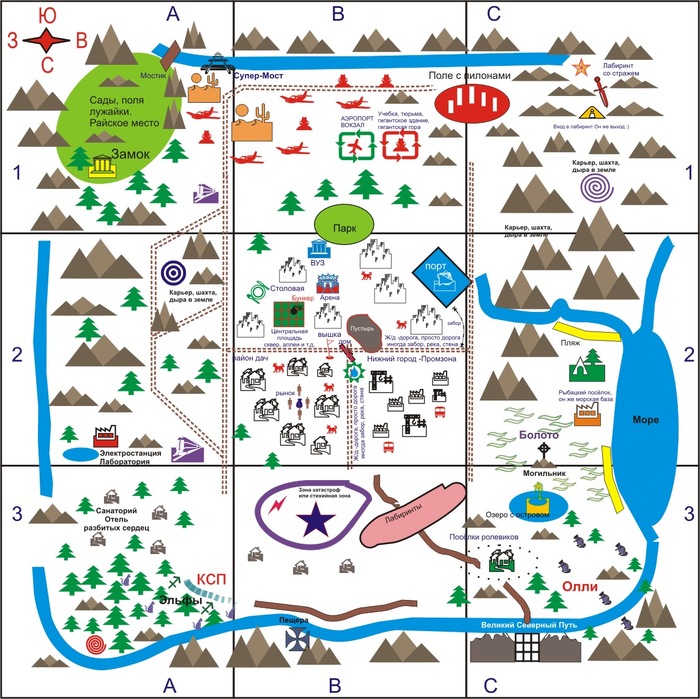 Ю
З
В
С
A
B
C
Мостик
Супер-Мост
Поле с пилонами
Лабиринт
со стражем
Сады, поля
лужайки.
Райское место
Замок
АЭРОПОРТ
ВОКЗАЛ
Учебка, тюрьма,
гигантское здание,
гигантская гора
Вход в лабиринт Он же выход :)
Карьер, шахта,
дыра в земле
1
1
Парк
Карьер, шахта,
дыра в земле
ВУЗ
порт
Карьер, шахта,
дыра в земле
Столовая
Бункер
Арена
Центральная
площадь
сквер, аллеи и т.д.
вышка
дом
Пустырь
забор
Ж/д -дорога, просто дорога
иногда забор, река, стена
2
2
Пляж
район дач
Нижний город -Промзона
рынок
Ж/д -дорога, просто дорога
иногда забор, река, стена
Рыбацкий посёлок,
он же морская база
Море
Болото
Электростанция
Лаборатория
Могильник
3
3
Санаторий
Отель
разбитых сердец
Зона катастроф
или стихийная зона
Лабиринты
Озеро с островом
Посёлки ролевиков
КСП
Эльфы
Олли
Пещера
Великий Северный Путь
A
B
C